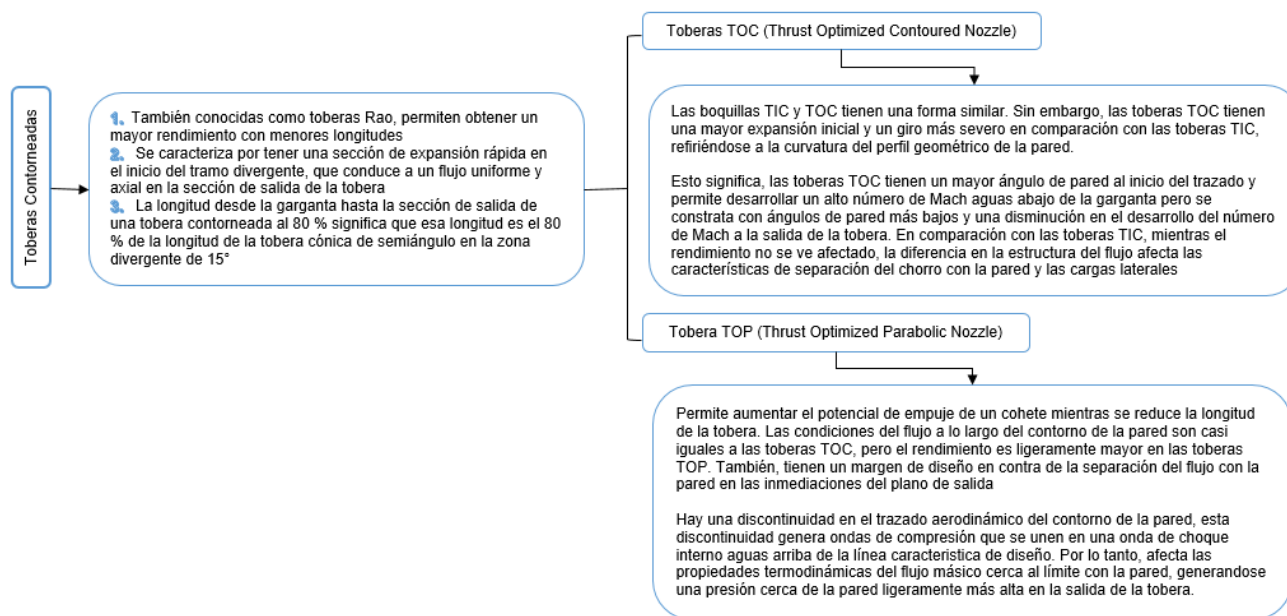 Toberas Contorneadas
1. También conocidas como toberas Rao, permiten obtener un
mayor rendimiento con menores longitudes
2. Se caracteriza por tener una sección de expansión rápida en
el inicio del tramo divergente, que conduce a un flujo uniforme y
axial en la sección de salida de la tobera
3. La longitud desde la garganta hasta la sección de salida de
una tobera contorneada al 80 % significa que esa longitud es el 80
% de la longitud de la tobera cónica de semiángulo en la zona
divergente de 15°
Toberas TOC (Thrust Optimized Contoured Nozzle)
Las boquillas TIC y TOC tienen una forma similar. Sin embargo, las toberas TOC tienen
una mayor expansión inicial y un giro más severo en comparación con las toberas TIC,
refiriéndose a la curvatura del perfil geométrico de la pared.
Esto significa, las toberas TOC tienen un mayor ángulo de pared al inicio del trazado y
permite desarrollar un alto número de Mach aguas abajo de la garganta pero se
constrata con ángulos de pared más bajos y una disminución en el desarrollo del número
de Mach a la salida de la tobera. En comparación con las toberas TIC, mientras el
rendimiento no se ve afectado, la diferencia en la estructura del flujo afecta las
características de separación del chorro con la pared y las cargas laterales
Tobera TOP (Thrust Optimized Parabolic Nozzle)
Permite aumentar el potencial de empuje de un cohete mientras se reduce la longitud
de la tobera. Las condiciones del flujo a lo largo del contorno de la pared son casi
iguales a las toberas TOC, pero el rendimiento es ligeramente mayor en las toberas
TOP. También, tienen un margen de diseño en contra de la separación del flujo con la
pared en las inmediaciones del plano de salida
Hay una discontinuidad en el trazado aerodinámico del contorno de la pared, esta
discontinuidad genera ondas de compresión que se unen en una onda de choque
interno aguas arriba de la línea caracteristica de diseño. Por lo tanto, afecta las
propiedades termodinámicas del flujo másico cerca al límite con la pared, generandose
una presión cerca de la pared ligeramente más alta en la salida de la tobera.